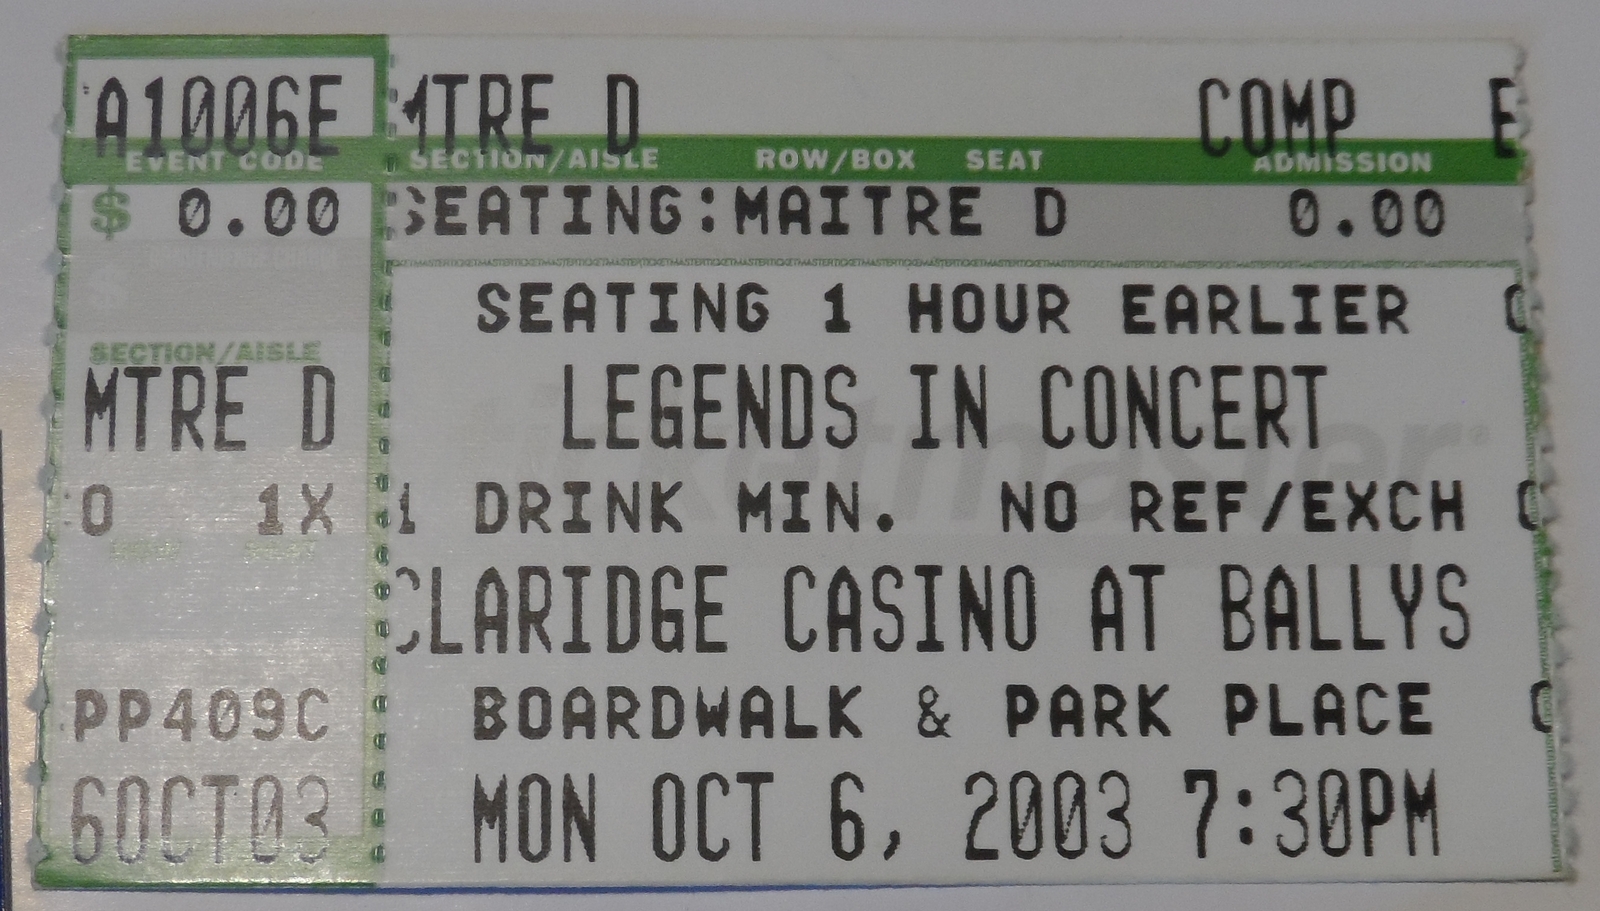 A1006E
EVENT CODE
$ 0.00
SECTION/AISLE
MTRE D
0 1X
PP409C
6OCT03
MTRE D COMP E
SECTION/AISLE ROW/BOX SEAT ADMISSION
SEATING:MAITRE D 0.00
SEATING 1 HOUR EARLIER
LEGENDS IN CONCERT
ticketmaster
1 DRINK MIN. NO REF/EXCH
CLARIDGE CASINO AT BALLYS
BOARDWALK & PARK PLACE
MON OCT 6, 2003 7:30PM